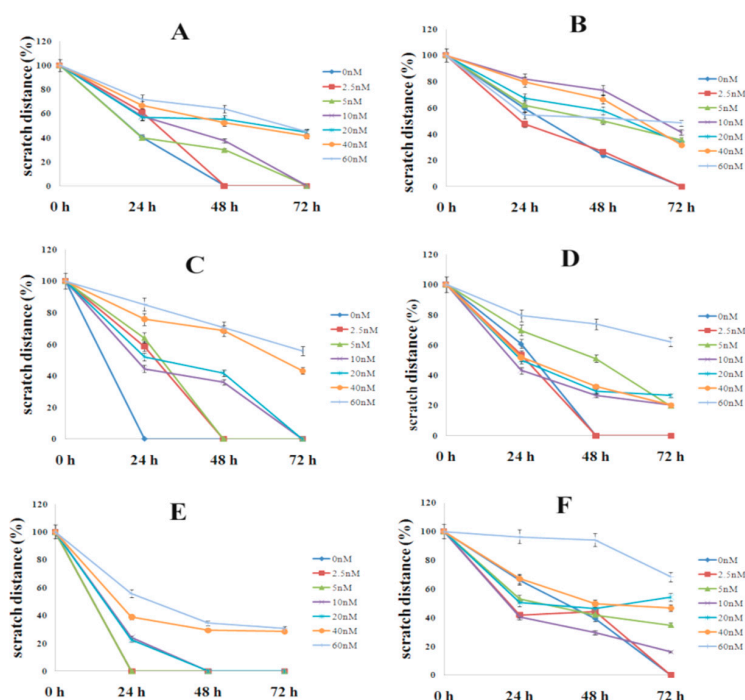 A
scratch distance (%)
120
100
80
60
40
20
0
0 h 24 h 48 h 72 h
0nM
2.5nM
5nM
10nM
20nM
40nM
60nM
B
scratch distance (%)
120
100
80
60
40
20
0
0 h 24 h 48 h 72 h
0nM
2.5nM
5nM
10nM
20nM
40nM
60nM
C
scratch distance (%)
120
100
80
60
40
20
0
0 h 24 h 48 h 72 h
0nM
2.5nM
5nM
10nM
20nM
40nM
60nM
D
scratch distance (%)
120
100
80
60
40
20
0
0 h 24 h 48 h 72 h
0nM
2.5nM
5nM
10nM
20nM
40nM
60nM
E
scratch distance (%)
120
100
80
60
40
20
0
0 h 24 h 48 h 72 h
0nM
2.5nM
5nM
10nM
20nM
40nM
60nM
F
scratch distance (%)
120
100
80
60
40
20
0
0 h 24 h 48 h 72 h
0nM
2.5nM
5nM
10nM
20nM
40nM
60nM